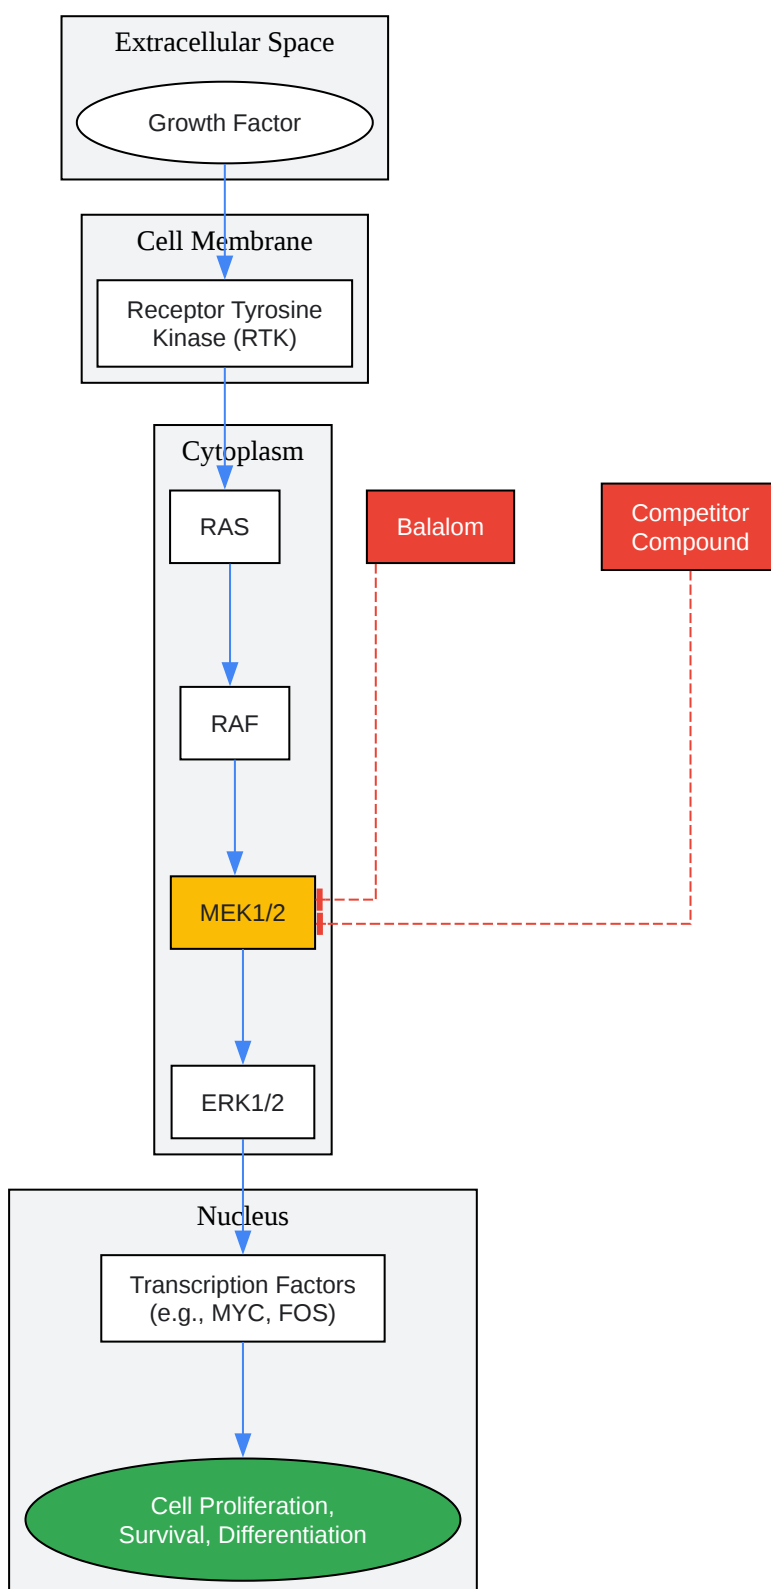 Extracellular Space
Growth Factor
Cell Membrane
Receptor Tyrosine
Kinase (RTK)
Cytoplasm
RAS
Balalom
Competitor
Compound
RAF
MEK1/2
ERK1/2
Nucleus
Transcription Factors
(e.g., MYC, FOS)
Cell Proliferation,
Survival, Differentiation